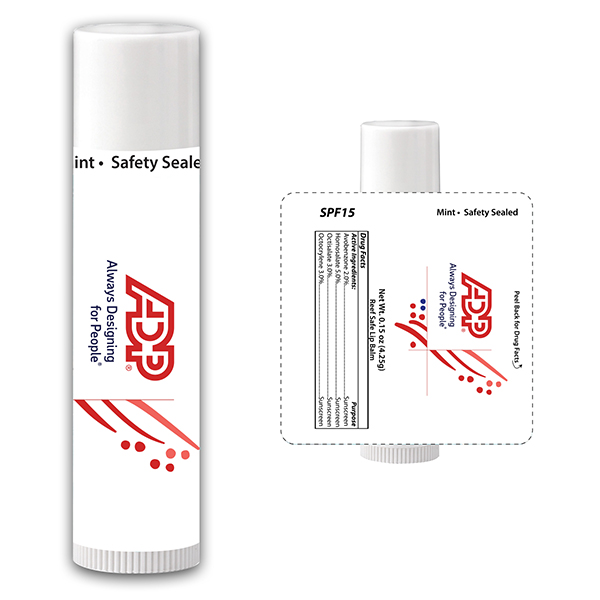 int • Safety Seale
ADP®
Always Designing
for People®
SPF15
Mint • Safety Sealed
Drug Facts
Active ingredients: Purpose
Avobenzone 2.0% Sunscreen
Homosalate 5.0% Sunscreen
Octisalate 3.0% Sunscreen
Octocrylene 3.0% Sunscreen
Net Wt. 0.15 oz (4.25g)
Reef Safe Lip Balm
ADP®
Always Designing
for People®
Peel Back for Drug Facts